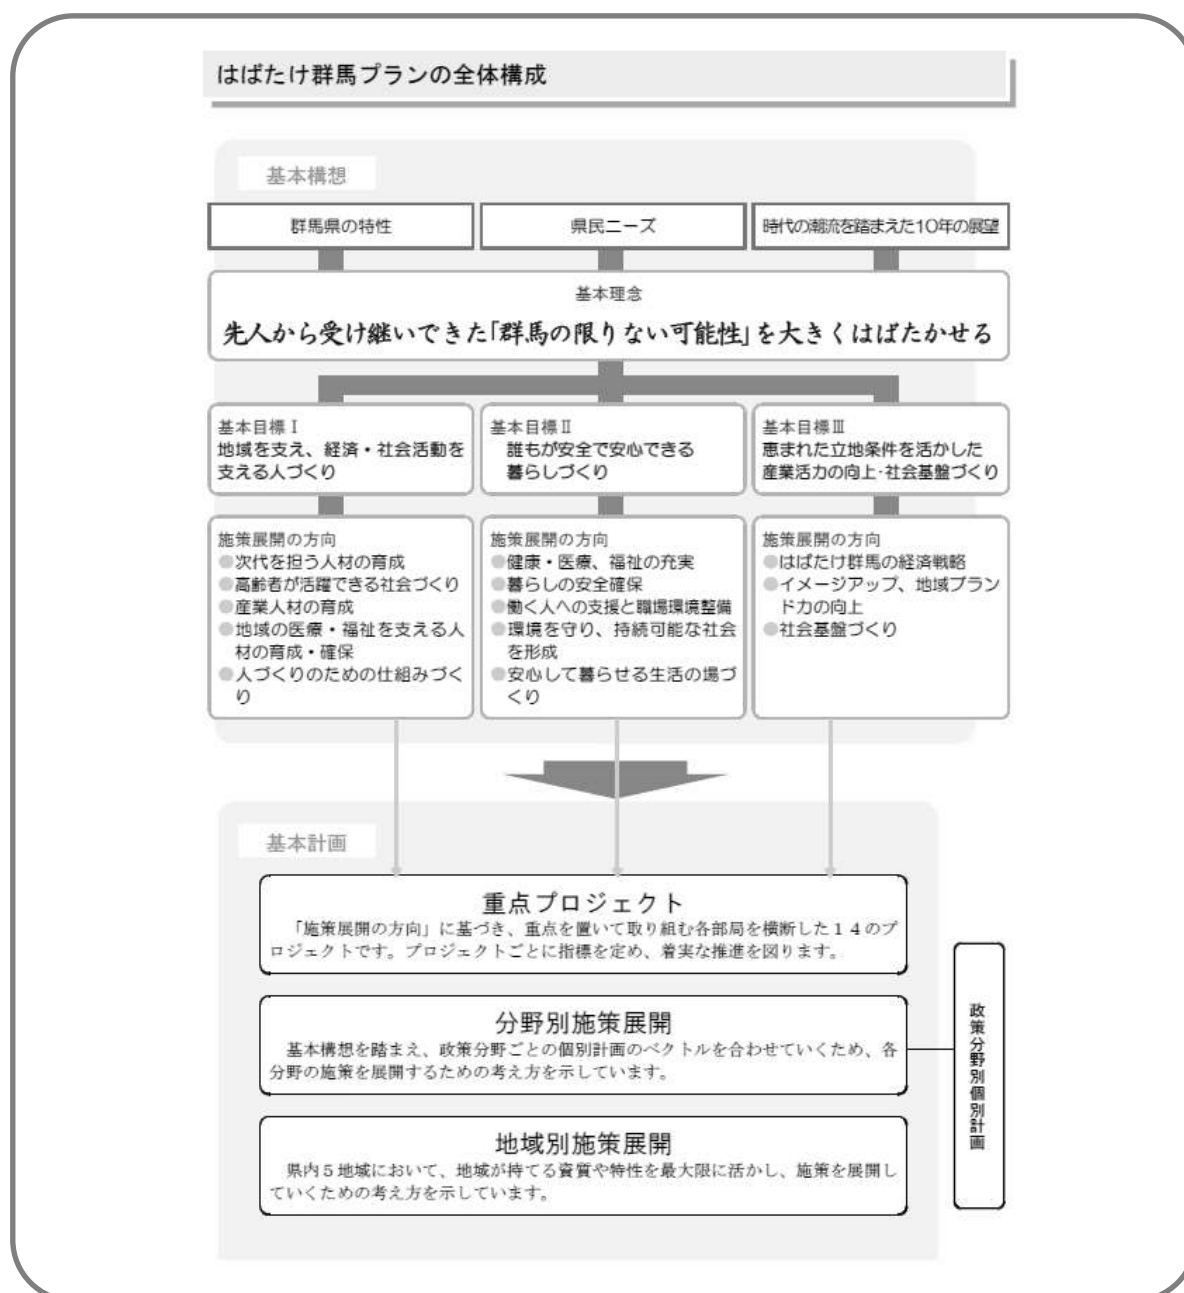 はばたけ群馬プランの全体構成
基本構想
群馬県の特性
県民ニーズ
時代の潮流を踏まえた10年の展望
基本理念
先人から受け継いできた「群馬の限りない可能性」を大きくはばたかせる
基本目標Ⅰ
地域を支え、経済・社会活動を
支える人づくり
基本目標Ⅱ
誰もが安全で安心できる
暮らしづくり
基本目標Ⅲ
恵まれた立地条件を活かした
産業活力の向上・社会基盤づくり
施策展開の方向
●次代を担う人材の育成
●高齢者が活躍できる社会づくり
●産業人材の育成
●地域の医療・福祉を支える人
材の育成・確保
●人づくりのための仕組みづく
り
施策展開の方向
●健康・医療、福祉の充実
●暮らしの安全確保
●働く人への支援と職場環境整備
●環境を守り、持続可能な社会
を形成
●安心して暮らせる生活の場づ
くり
施策展開の方向
●はばたけ群馬の経済戦略
●イメージアップ、地域ブラン
ド力の向上
●社会基盤づくり
基本計画
重点プロジェクト
「施策展開の方向」に基づき、重点を置いて取り組む各部局を横断した14のプ
ロジェクトです。プロジェクトごとに指標を定め、着実な推進を図ります。
分野別施策展開
基本構想を踏まえ、政策分野ごとの個別計画のベクトルを合わせていくため、各
分野の施策を展開するための考え方を示しています。
地域別施策展開
県内5地域において、地域が持てる資質や特性を最大限に活かし、施策を展開し
ていくための考え方を示しています。
政策分野別個別計画